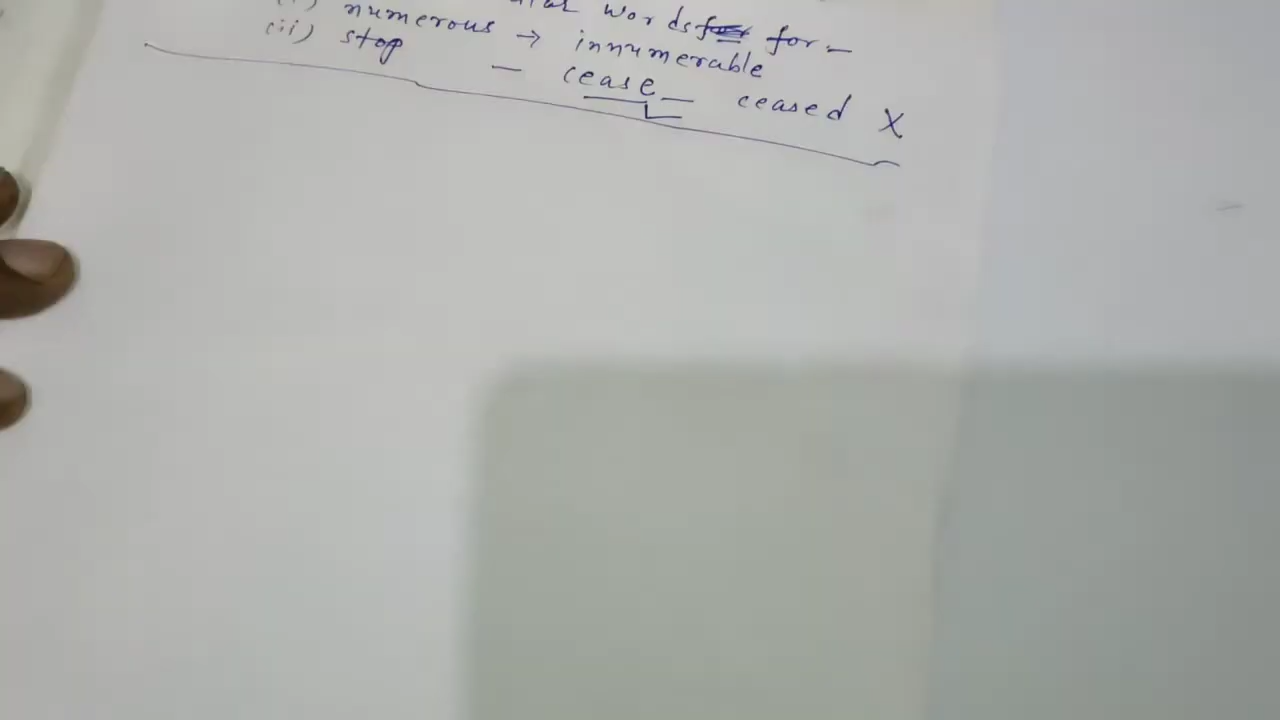 words for -
numerous → innumerable
(ii) stop - cease - ceased X